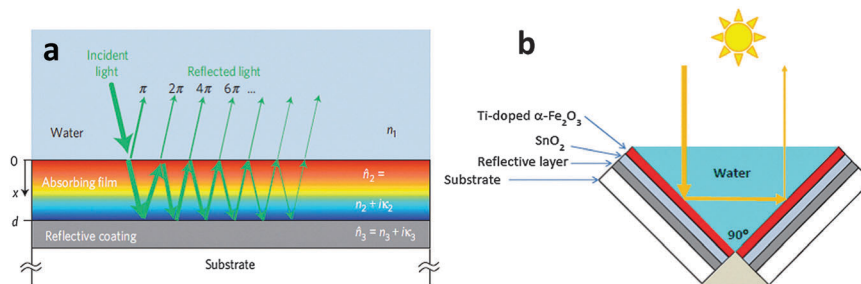 a
Incident
light
Reflected light
π 2π 4π 6π ...
Water
n₁
0
Absorbing film
n̂₂ =
x
n₂ + iκ₂
d
Reflective coating
n̂₃ = n₃ + iκ₃
Substrate
b
Ti-doped α-Fe₂O₃
SnO₂
Reflective layer
Substrate
Water
90°